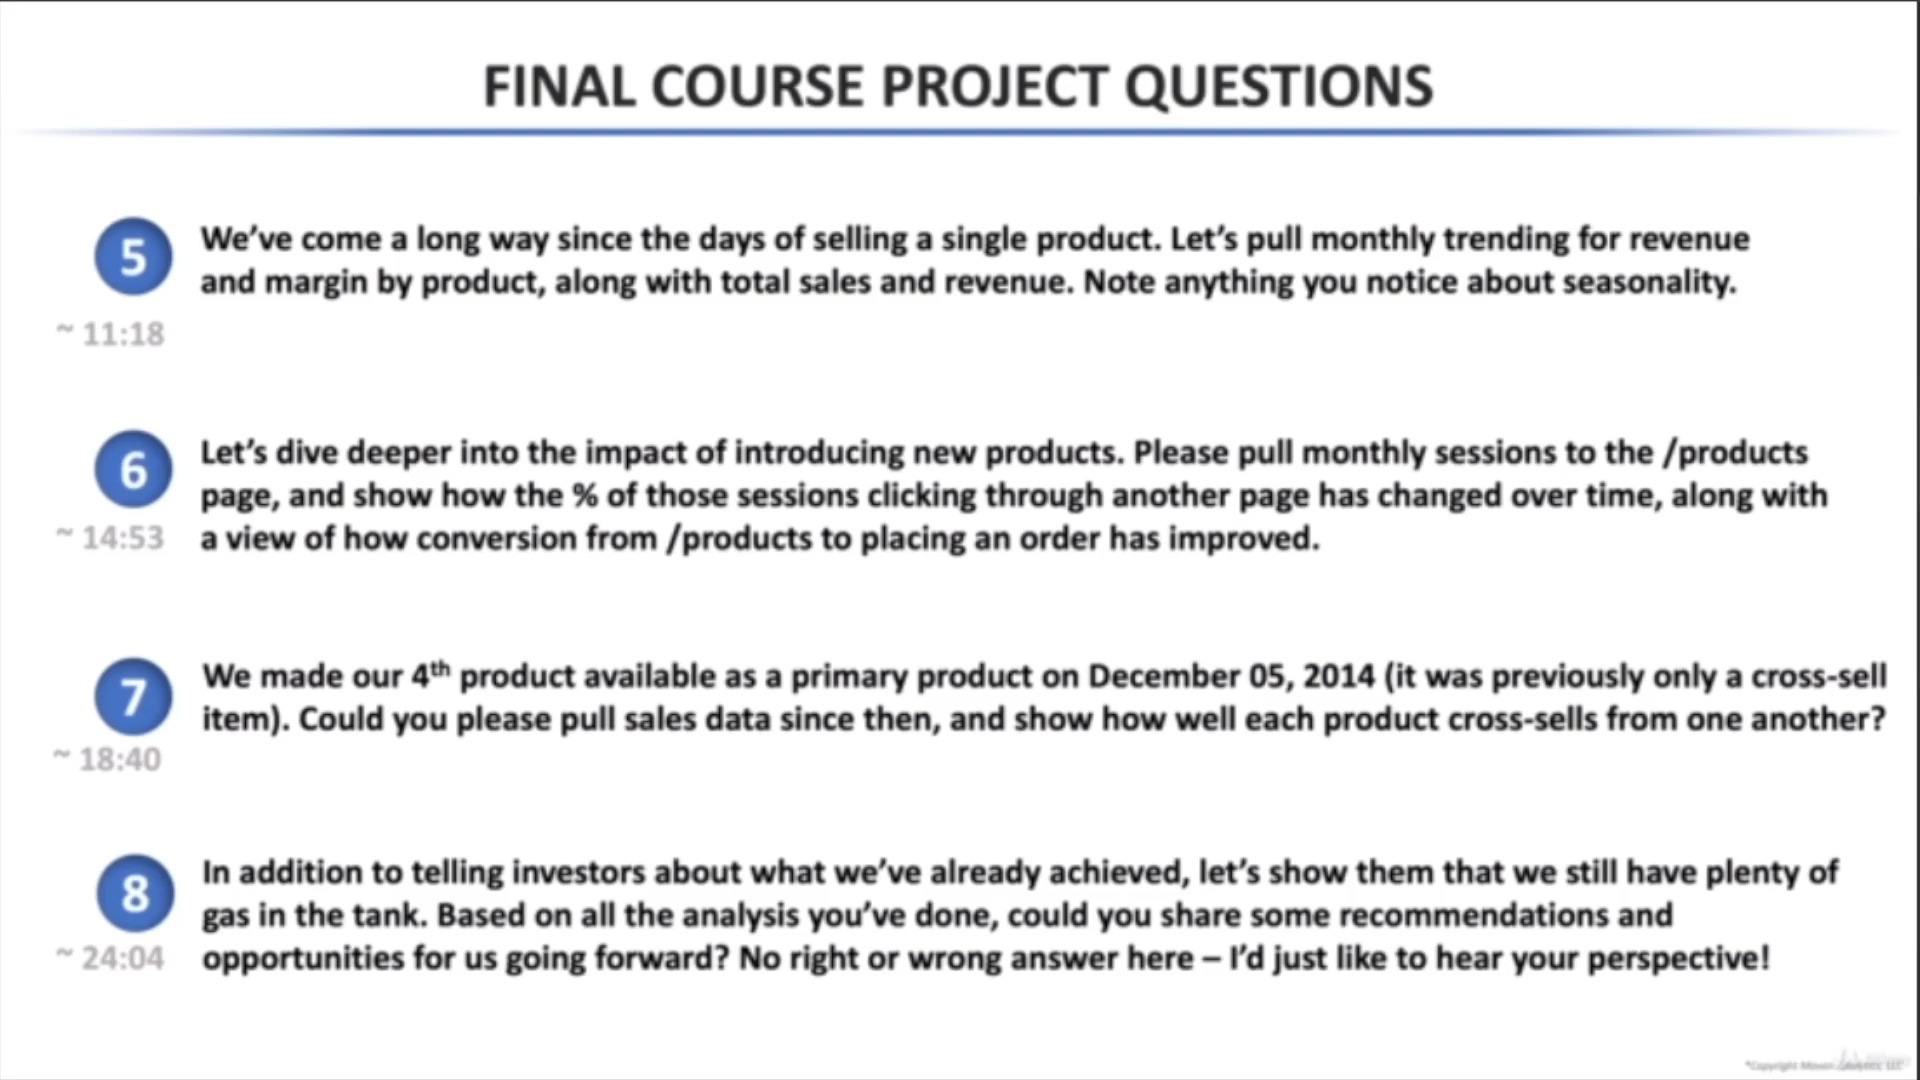 FINAL COURSE PROJECT QUESTIONS
5
We've come a long way since the days of selling a single product. Let's pull monthly trending for revenue
and margin by product, along with total sales and revenue. Note anything you notice about seasonality.
~ 11:18
6
Let's dive deeper into the impact of introducing new products. Please pull monthly sessions to the /products
page, and show how the % of those sessions clicking through another page has changed over time, along with
a view of how conversion from /products to placing an order has improved.
~ 14:53
7
We made our 4th product available as a primary product on December 05, 2014 (it was previously only a cross-sell
item). Could you please pull sales data since then, and show how well each product cross-sells from one another?
~ 18:40
8
In addition to telling investors about what we've already achieved, let's show them that we still have plenty of
gas in the tank. Based on all the analysis you've done, could you share some recommendations and
opportunities for us going forward? No right or wrong answer here – I'd just like to hear your perspective!
~ 24:04
*Copyright Maven